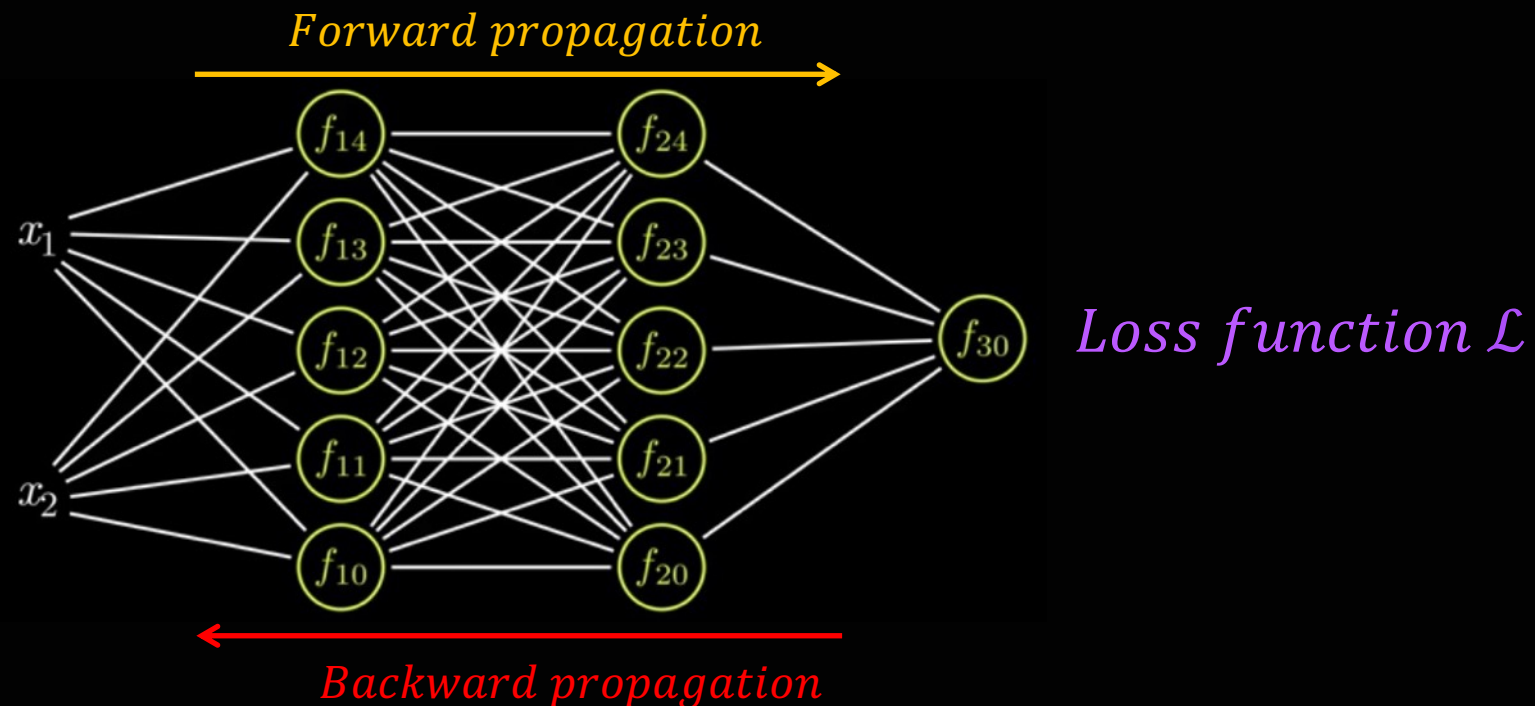 Forward propagation
f14 f24
f13 f23
x1
f12 f22
f30
Loss function ℒ
f11 f21
x2
f10 f20
Backward propagation